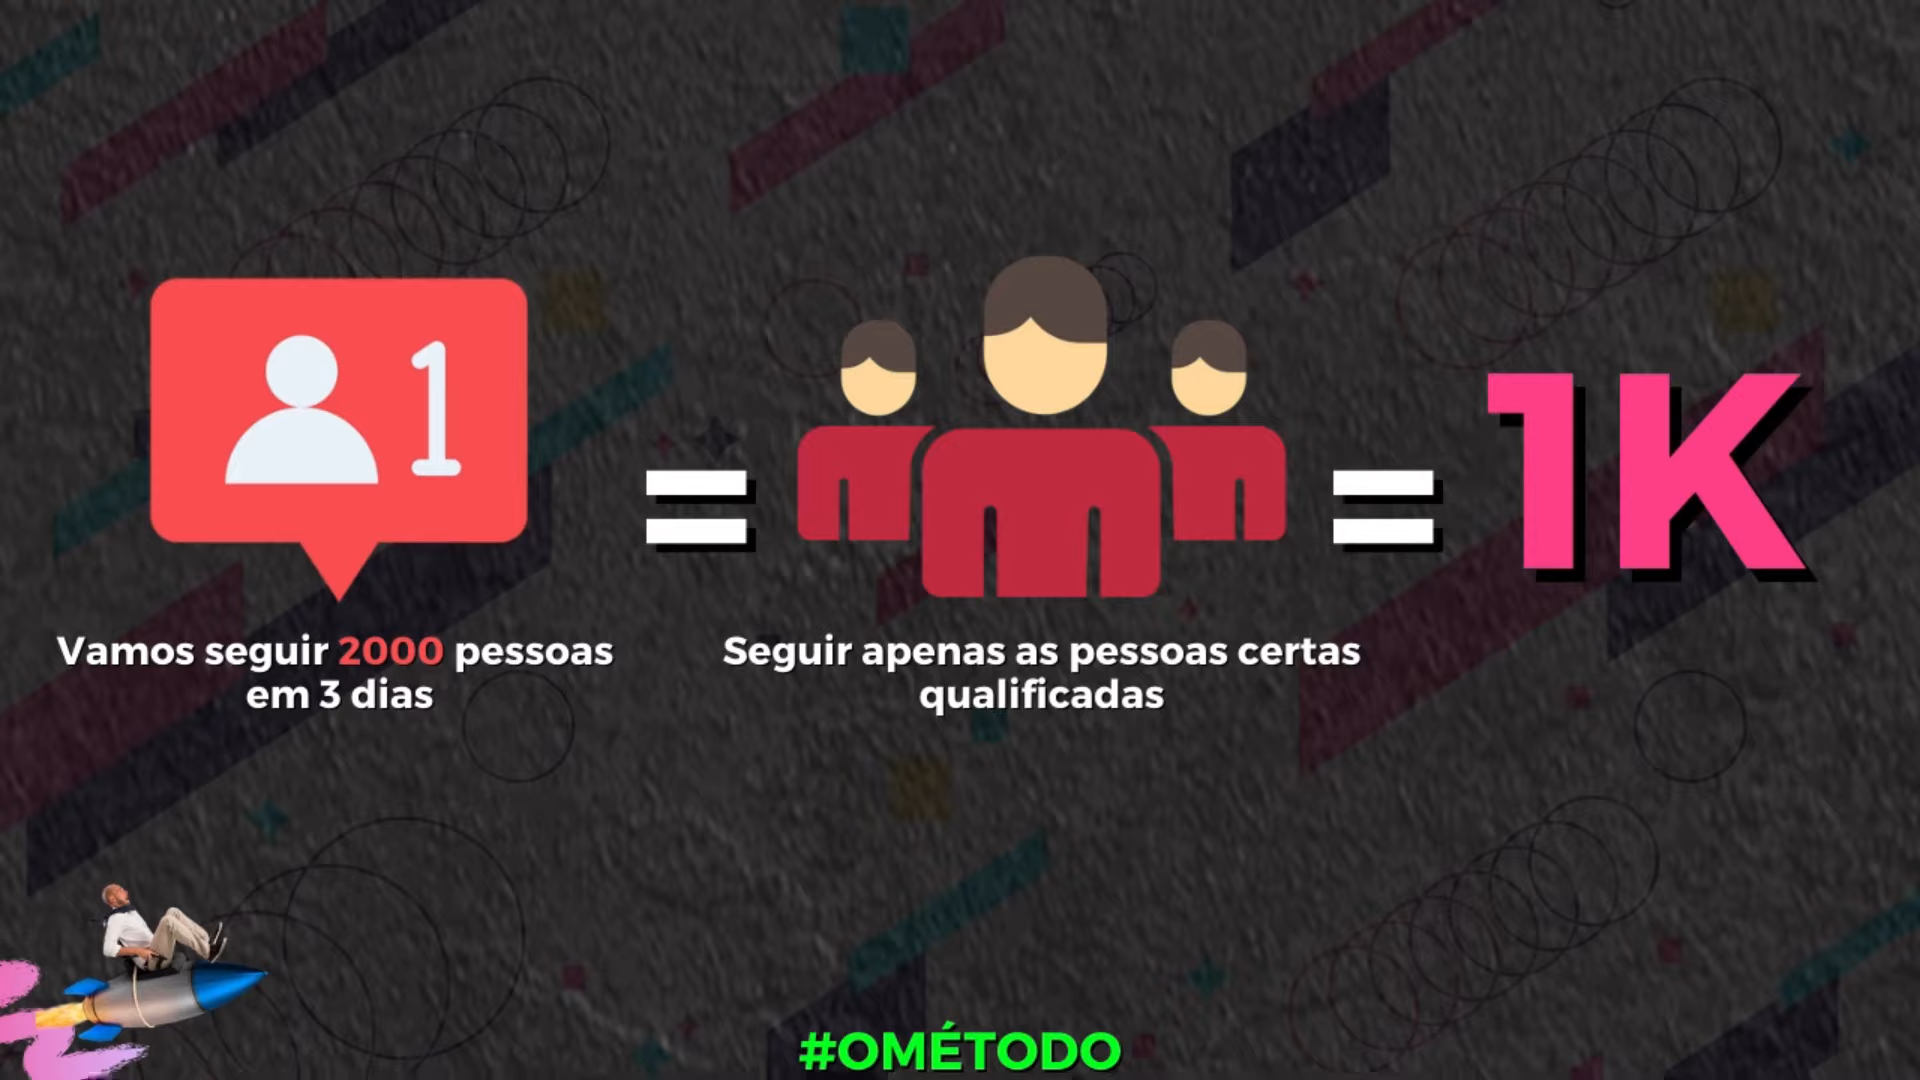 1
=
=
1K
Vamos seguir 2000 pessoas
em 3 dias
Seguir apenas as pessoas certas
qualificadas
#OMÉTODO